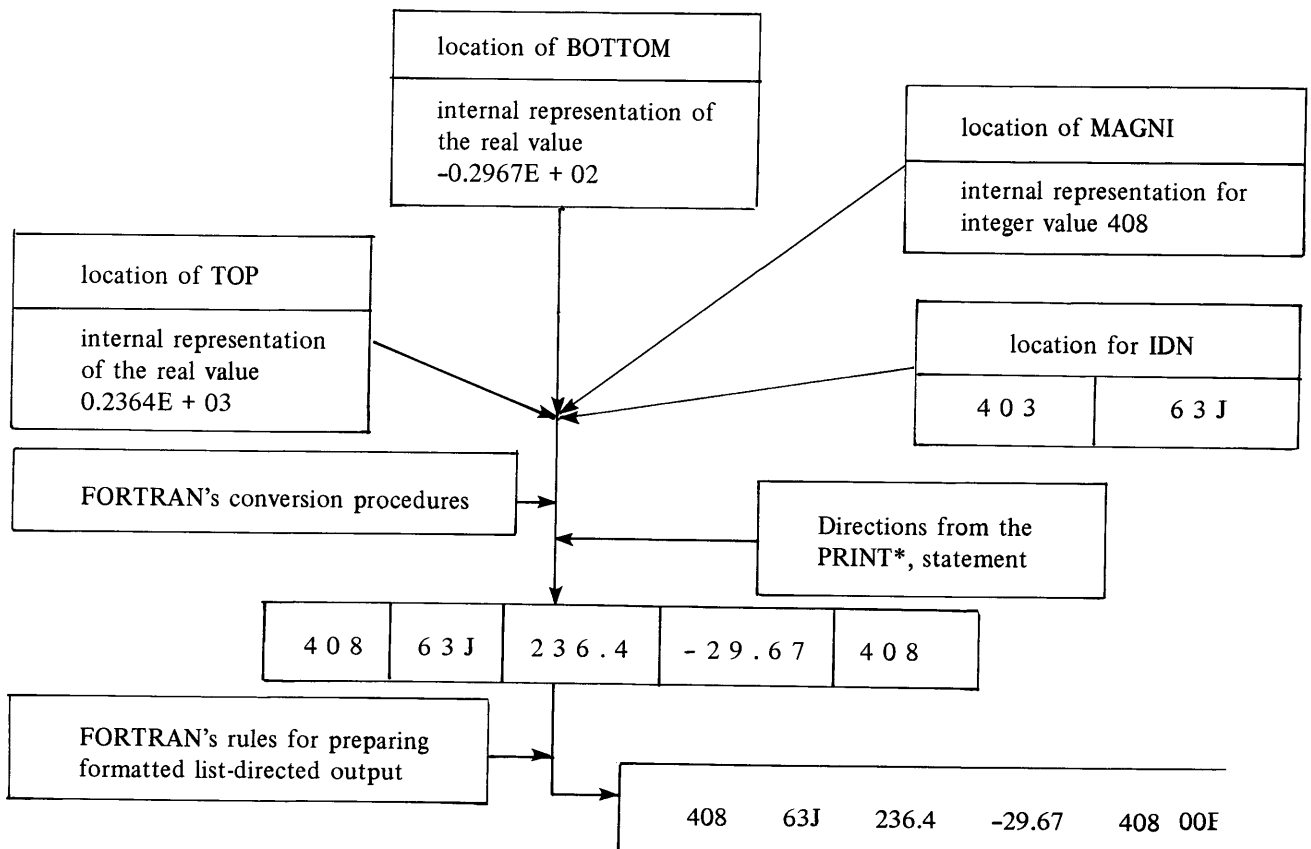 location of BOTTOM
internal representation of
the real value
-0.2967E + 02
location of MAGNI
internal representation for
integer value 408
location of TOP
internal representation
of the real value
0.2364E + 03
location for IDN
4 0 3 6 3 J
FORTRAN's conversion procedures
Directions from the
PRINT*, statement
4 0 8 6 3 J 2 3 6 . 4 - 2 9 . 6 7 4 0 8
FORTRAN's rules for preparing
formatted list-directed output
408 63J 236.4 -29.67 408